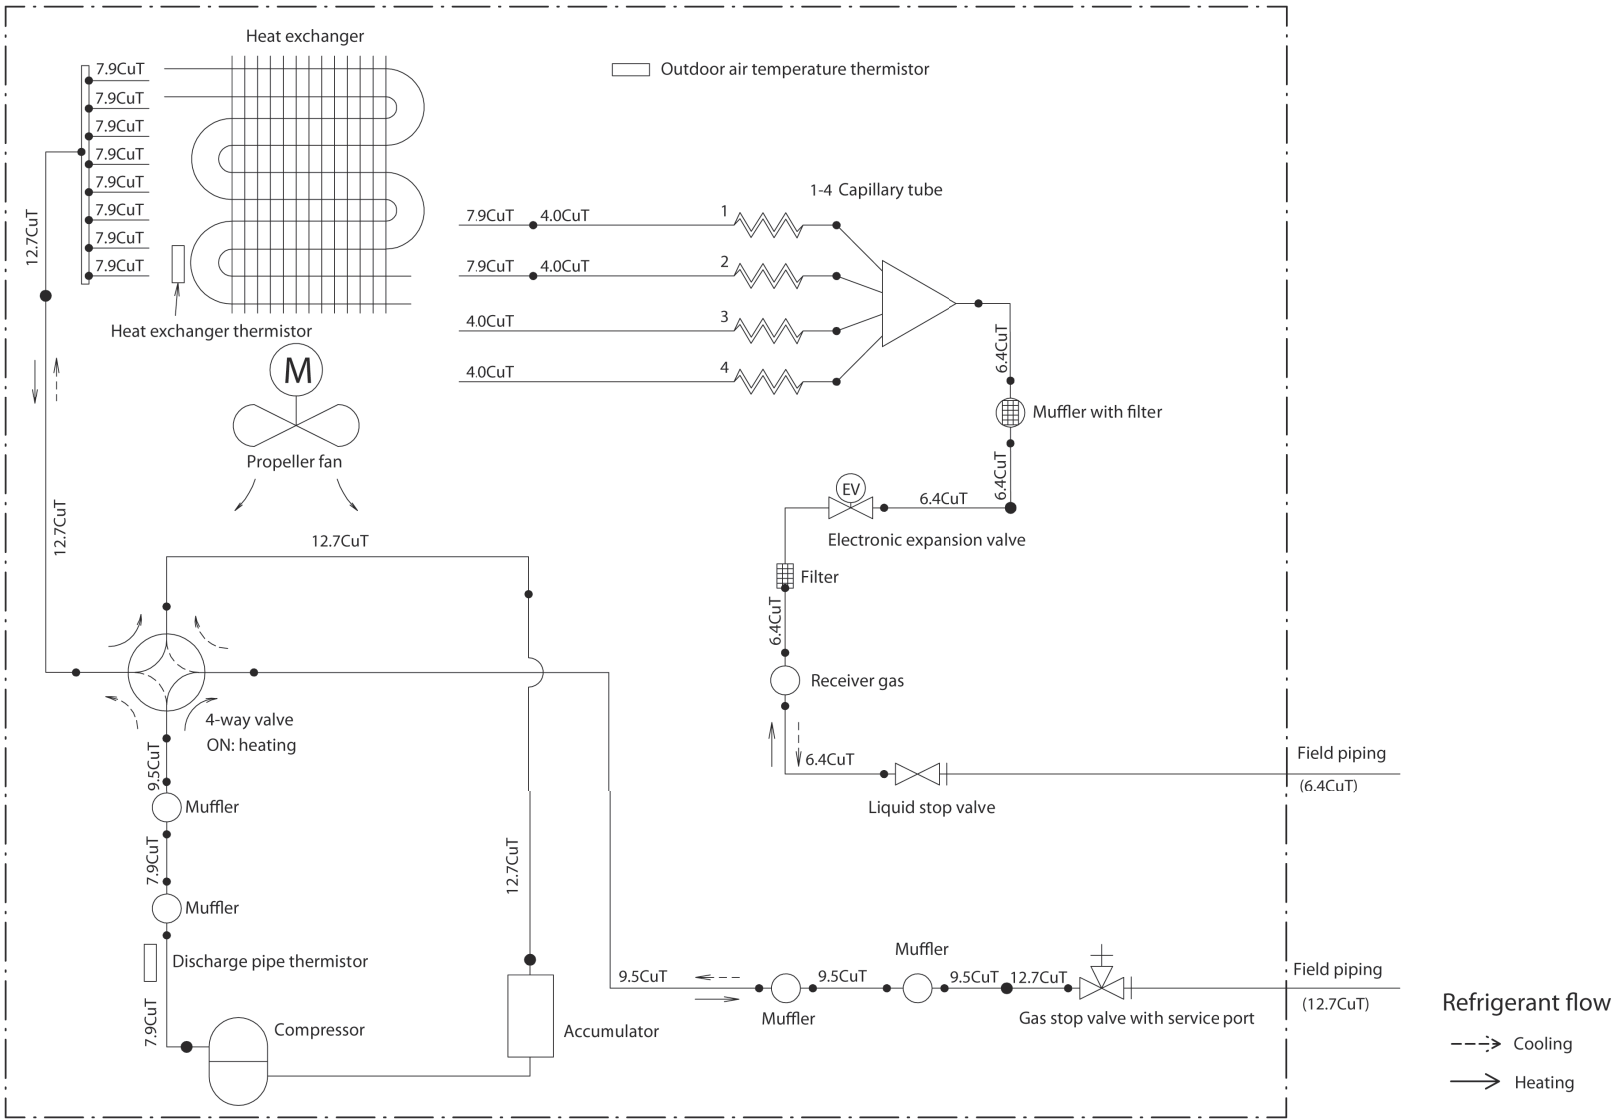 Heat exchanger
7.9CuT
7.9CuT
7.9CuT
7.9CuT
7.9CuT
7.9CuT
7.9CuT
7.9CuT
12.7CuT
Outdoor air temperature thermistor
1-4 Capillary tube
7.9CuT 4.0CuT 1
7.9CuT 4.0CuT 2
4.0CuT 3
4.0CuT 4
Heat exchanger thermistor
M
Propeller fan
6.4CuT
Muffler with filter
6.4CuT
EV
6.4CuT
Electronic expansion valve
12.7CuT
12.7CuT
Filter
6.4CuT
Receiver gas
4-way valve
ON: heating
9.5CuT
Muffler
7.9CuT
Muffler
Discharge pipe thermistor
7.9CuT
Compressor
12.7CuT
Accumulator
6.4CuT
Liquid stop valve
Field piping
(6.4CuT)
9.5CuT
Muffler
9.5CuT
Muffler
9.5CuT
12.7CuT
Gas stop valve with service port
Field piping
(12.7CuT)
Refrigerant flow
Cooling
Heating